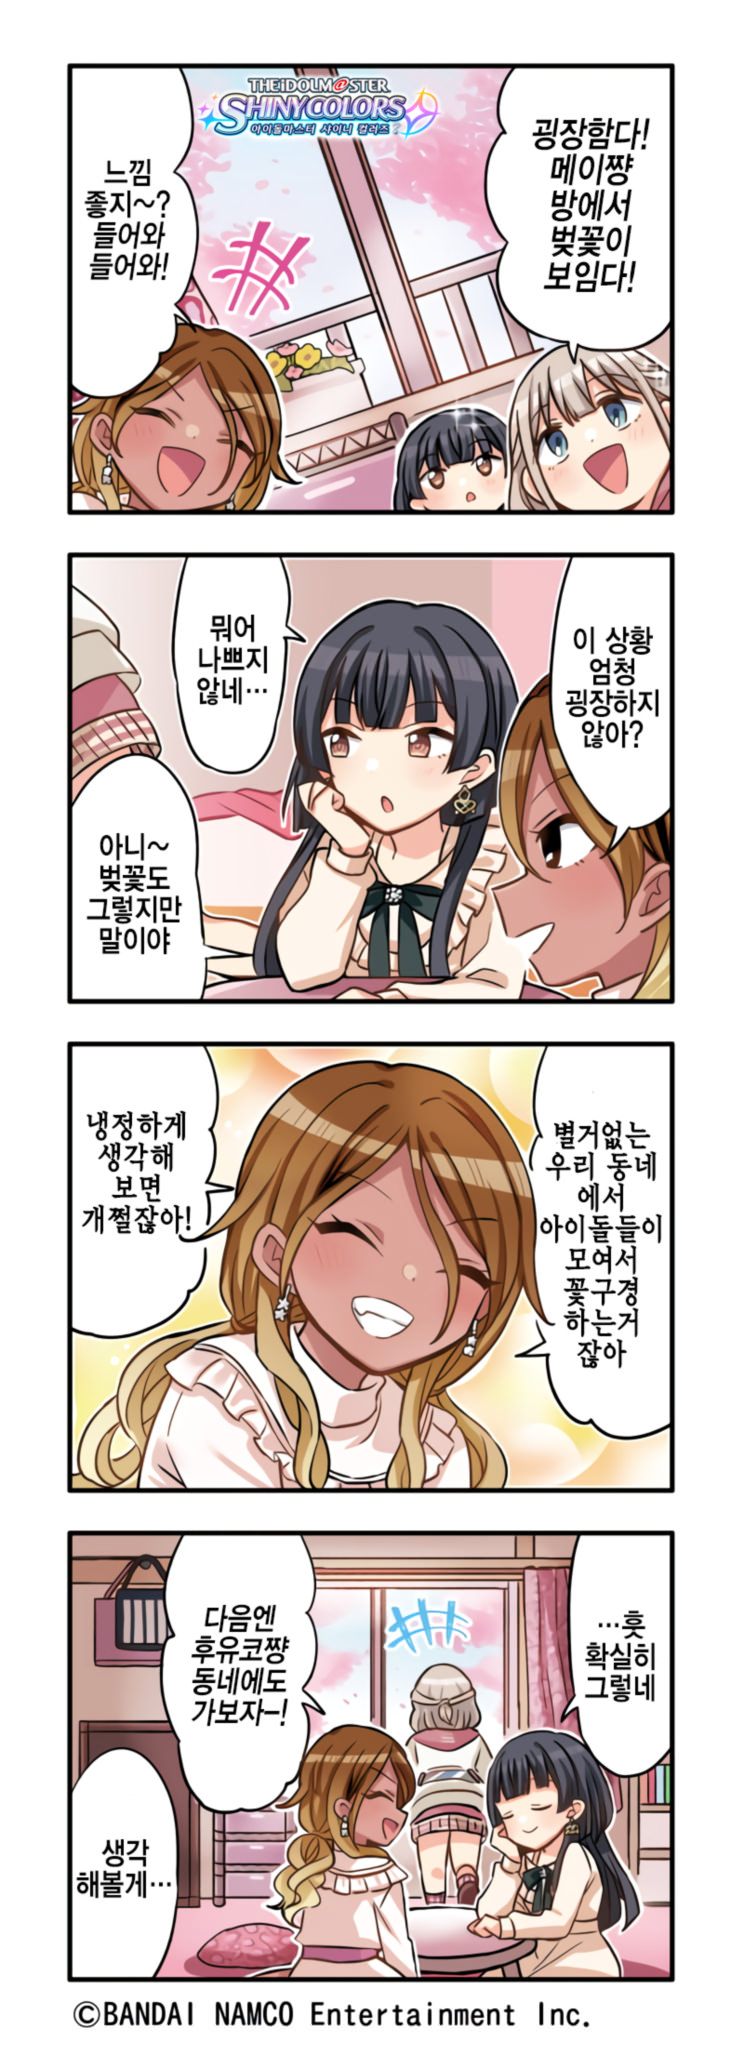 THE iDOLM@STER
SHINYCOLORS
아이돌마스터 샤이니 컬러즈
굉장함다!
메이쨩
방에서
벚꽃이
보임다!
느낌
좋지~?
들어와
들어와!
이 상황
엄청
굉장하지
않아?
뭐어
나쁘지
않네…
아니~
벚꽃도
그렇지만
말이야
별거없는
우리 동네
에서
아이돌들이
모여서
꽃구경
하는거
잖아
냉정하게
생각해
보면
개쩔잖아!
…훗
확실히
그렇네
다음엔
후유코쨩
동네에도
가보자-!
생각
해볼게…
©BANDAI NAMCO Entertainment Inc.